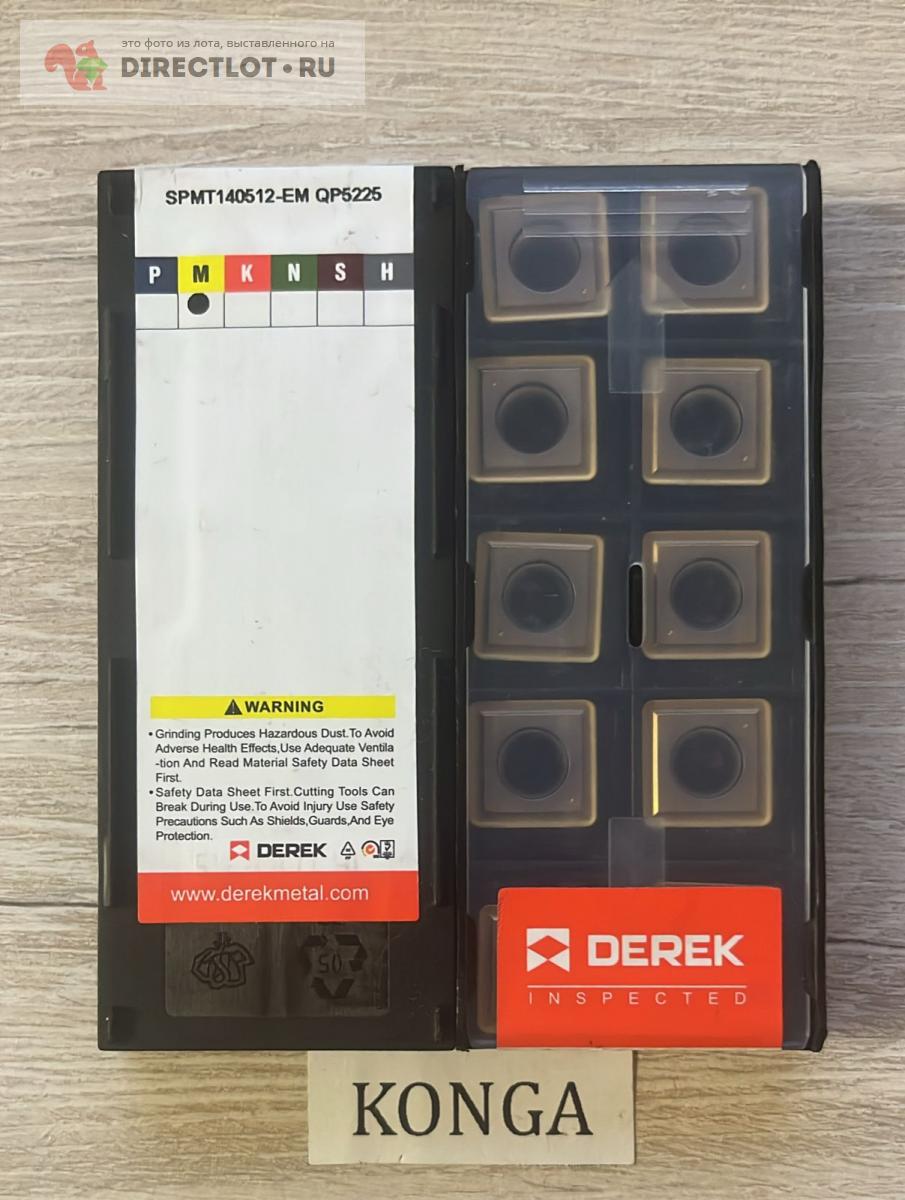 это фото из лота, выставленного на
DIRECTLOT•RU
SPMT140512-EM QP5225
P M K N S H
WARNING
•Grinding Produces Hazardous Dust.To Avoid
Adverse Health Effects,Use Adequate Ventila
-tion And Read Material Safety Data Sheet
First.
•Safety Data Sheet First.Cutting Tools Can
Break During Use.To Avoid Injury Use Safety
Precautions Such As Shields,Guards,And Eye
Protection.
DEREK
www.derekmetal.com
50
DEREK
INSPECTED
KONGA